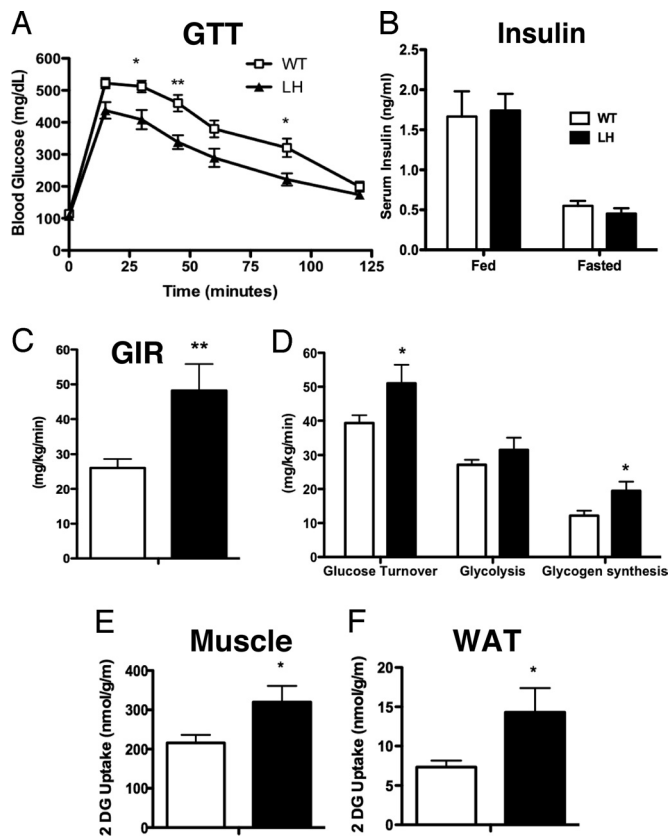 A
GTT
Blood Glucose (mg/dL)
600
500
400
300
200
100
0
0
25
50
75
100
125
Time (minutes)
*
**
*
WT
LH
B
Insulin
Serum Insulin (ng/ml)
2.5
2.0
1.5
1.0
0.5
0.0
WT
LH
Fed
Fasted
C
GIR
(mg/kg/min)
60
50
40
30
20
10
0
**
D
(mg/kg/min)
60
50
40
30
20
10
0
*
*
Glucose Turnover
Glycolysis
Glycogen synthesis
E
Muscle
2 DG Uptake (nmol/g/m)
400
300
200
100
0
*
F
WAT
2 DG Uptake (nmol/g/m)
20
15
10
5
0
*